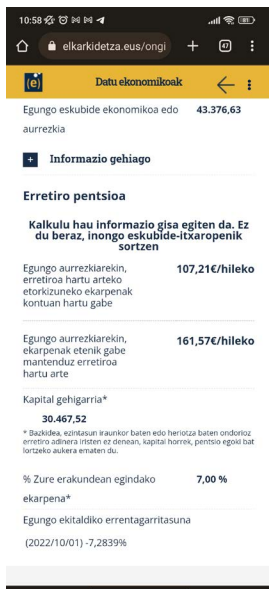 10:58
elkarkidetza.eus/ongi
47
(e)
Datu ekonomikoak
Egungo eskubide ekonomikoa edo 43.376,63
aurrezkia
+ Informazio gehiago
Erretiro pentsioa
Kalkulu hau informazio gisa egiten da. Ez
du beraz, inongo eskubide-itxaropenik
sortzen
Egungo aurrezkiarekin, 107,21€/hileko
erretiroa hartu arteko
etorkizuneko ekarpenak
kontuan hartu gabe
Egungo aurrezkiarekin, 161,57€/hileko
ekarpenak etenik gabe
mantenduz erretiroa
hartu arte
Kapital gehigarria*
30.467,52
* Bazkidea, ezintasun iraunkor baten edo heriotza baten ondorioz
erretiro adinera iristen ez denean, kapital horrek, pentsio egoki bat
lortzeko aukera ematen du.
% Zure erakundean egindako 7,00 %
ekarpena*
Egungo ekitaldiko errentagarritasuna
(2022/10/01) -7,2839%